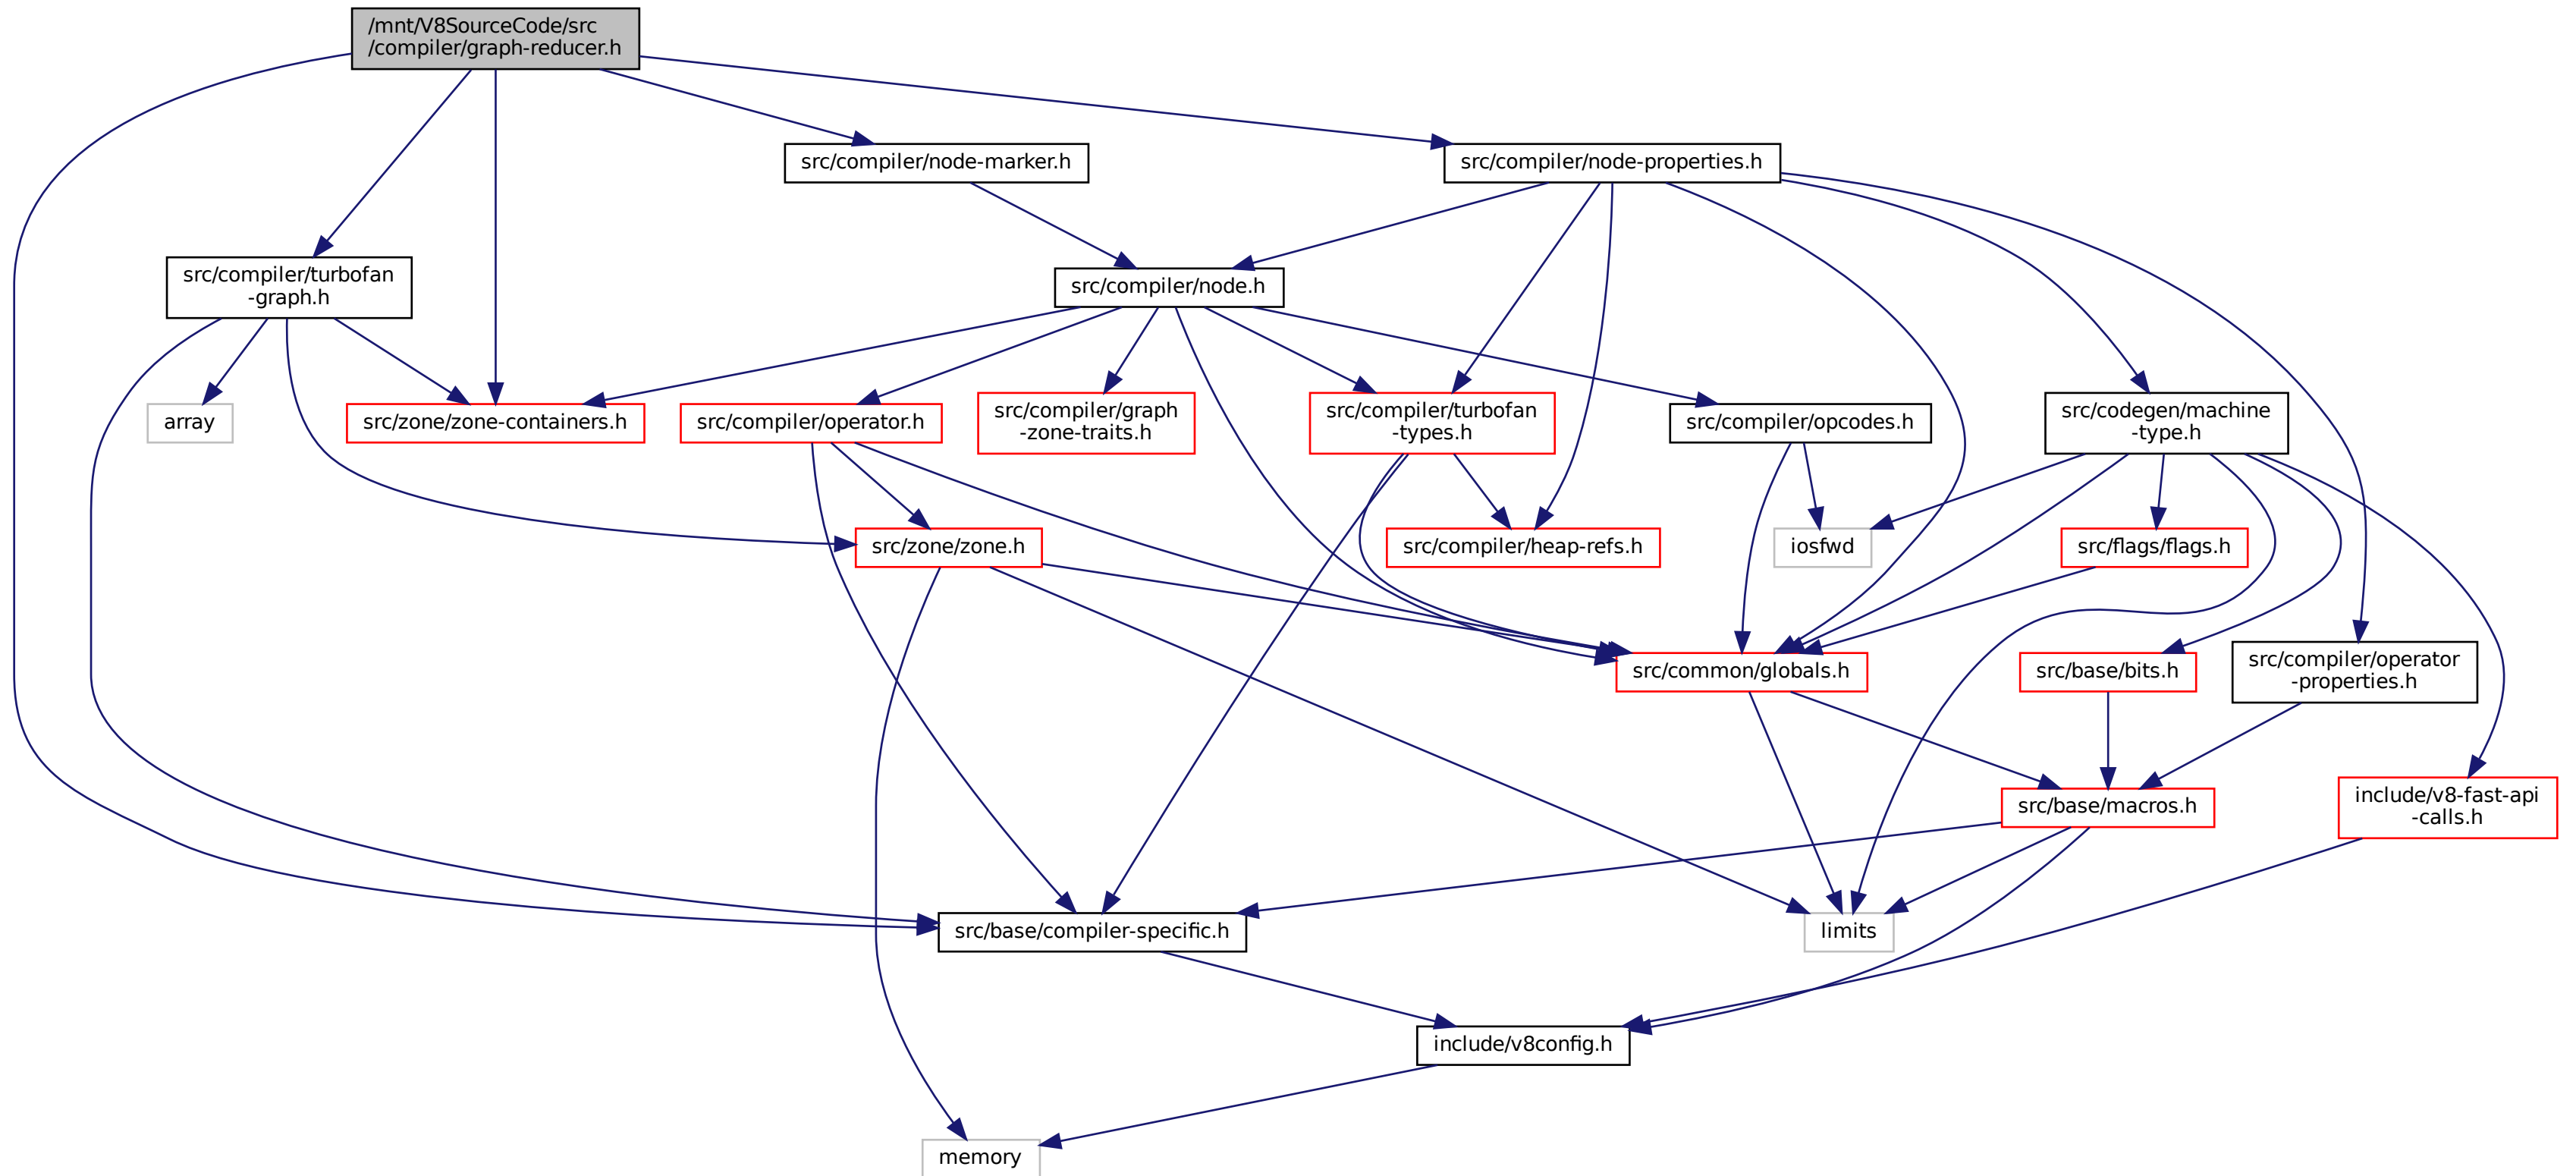 /mnt/V8SourceCode/src
/compiler/graph-reducer.h
src/compiler/node-marker.h
src/compiler/node-properties.h
src/compiler/turbofan
-graph.h
src/compiler/node.h
array
src/zone/zone-containers.h
src/compiler/operator.h
src/compiler/graph
-zone-traits.h
src/compiler/turbofan
-types.h
src/compiler/opcodes.h
src/codegen/machine
-type.h
src/zone/zone.h
src/compiler/heap-refs.h
iosfwd
src/flags/flags.h
src/common/globals.h
src/base/bits.h
src/compiler/operator
-properties.h
src/base/macros.h
include/v8-fast-api
-calls.h
src/base/compiler-specific.h
limits
include/v8config.h
memory